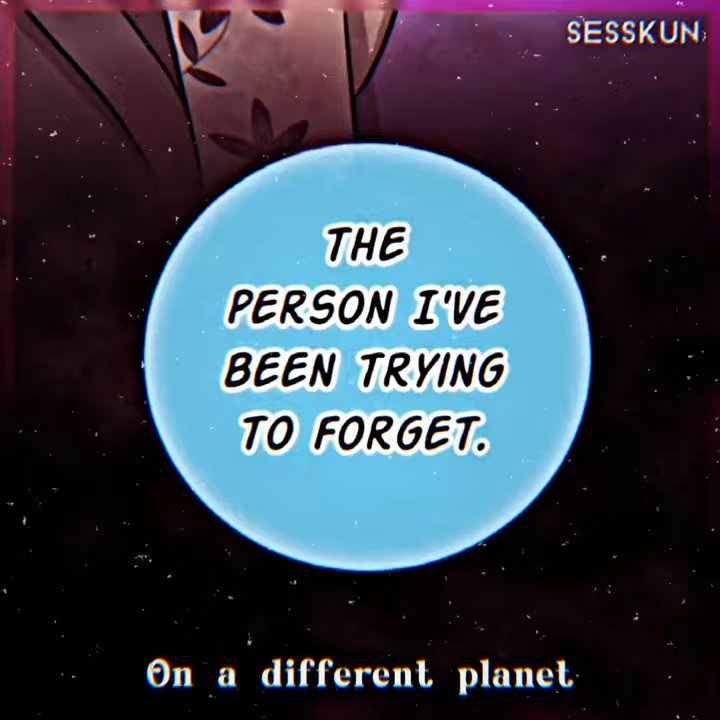 SESSKUN
THE
PERSON I'VE
BEEN TRYING
TO FORGET.
On a different planet